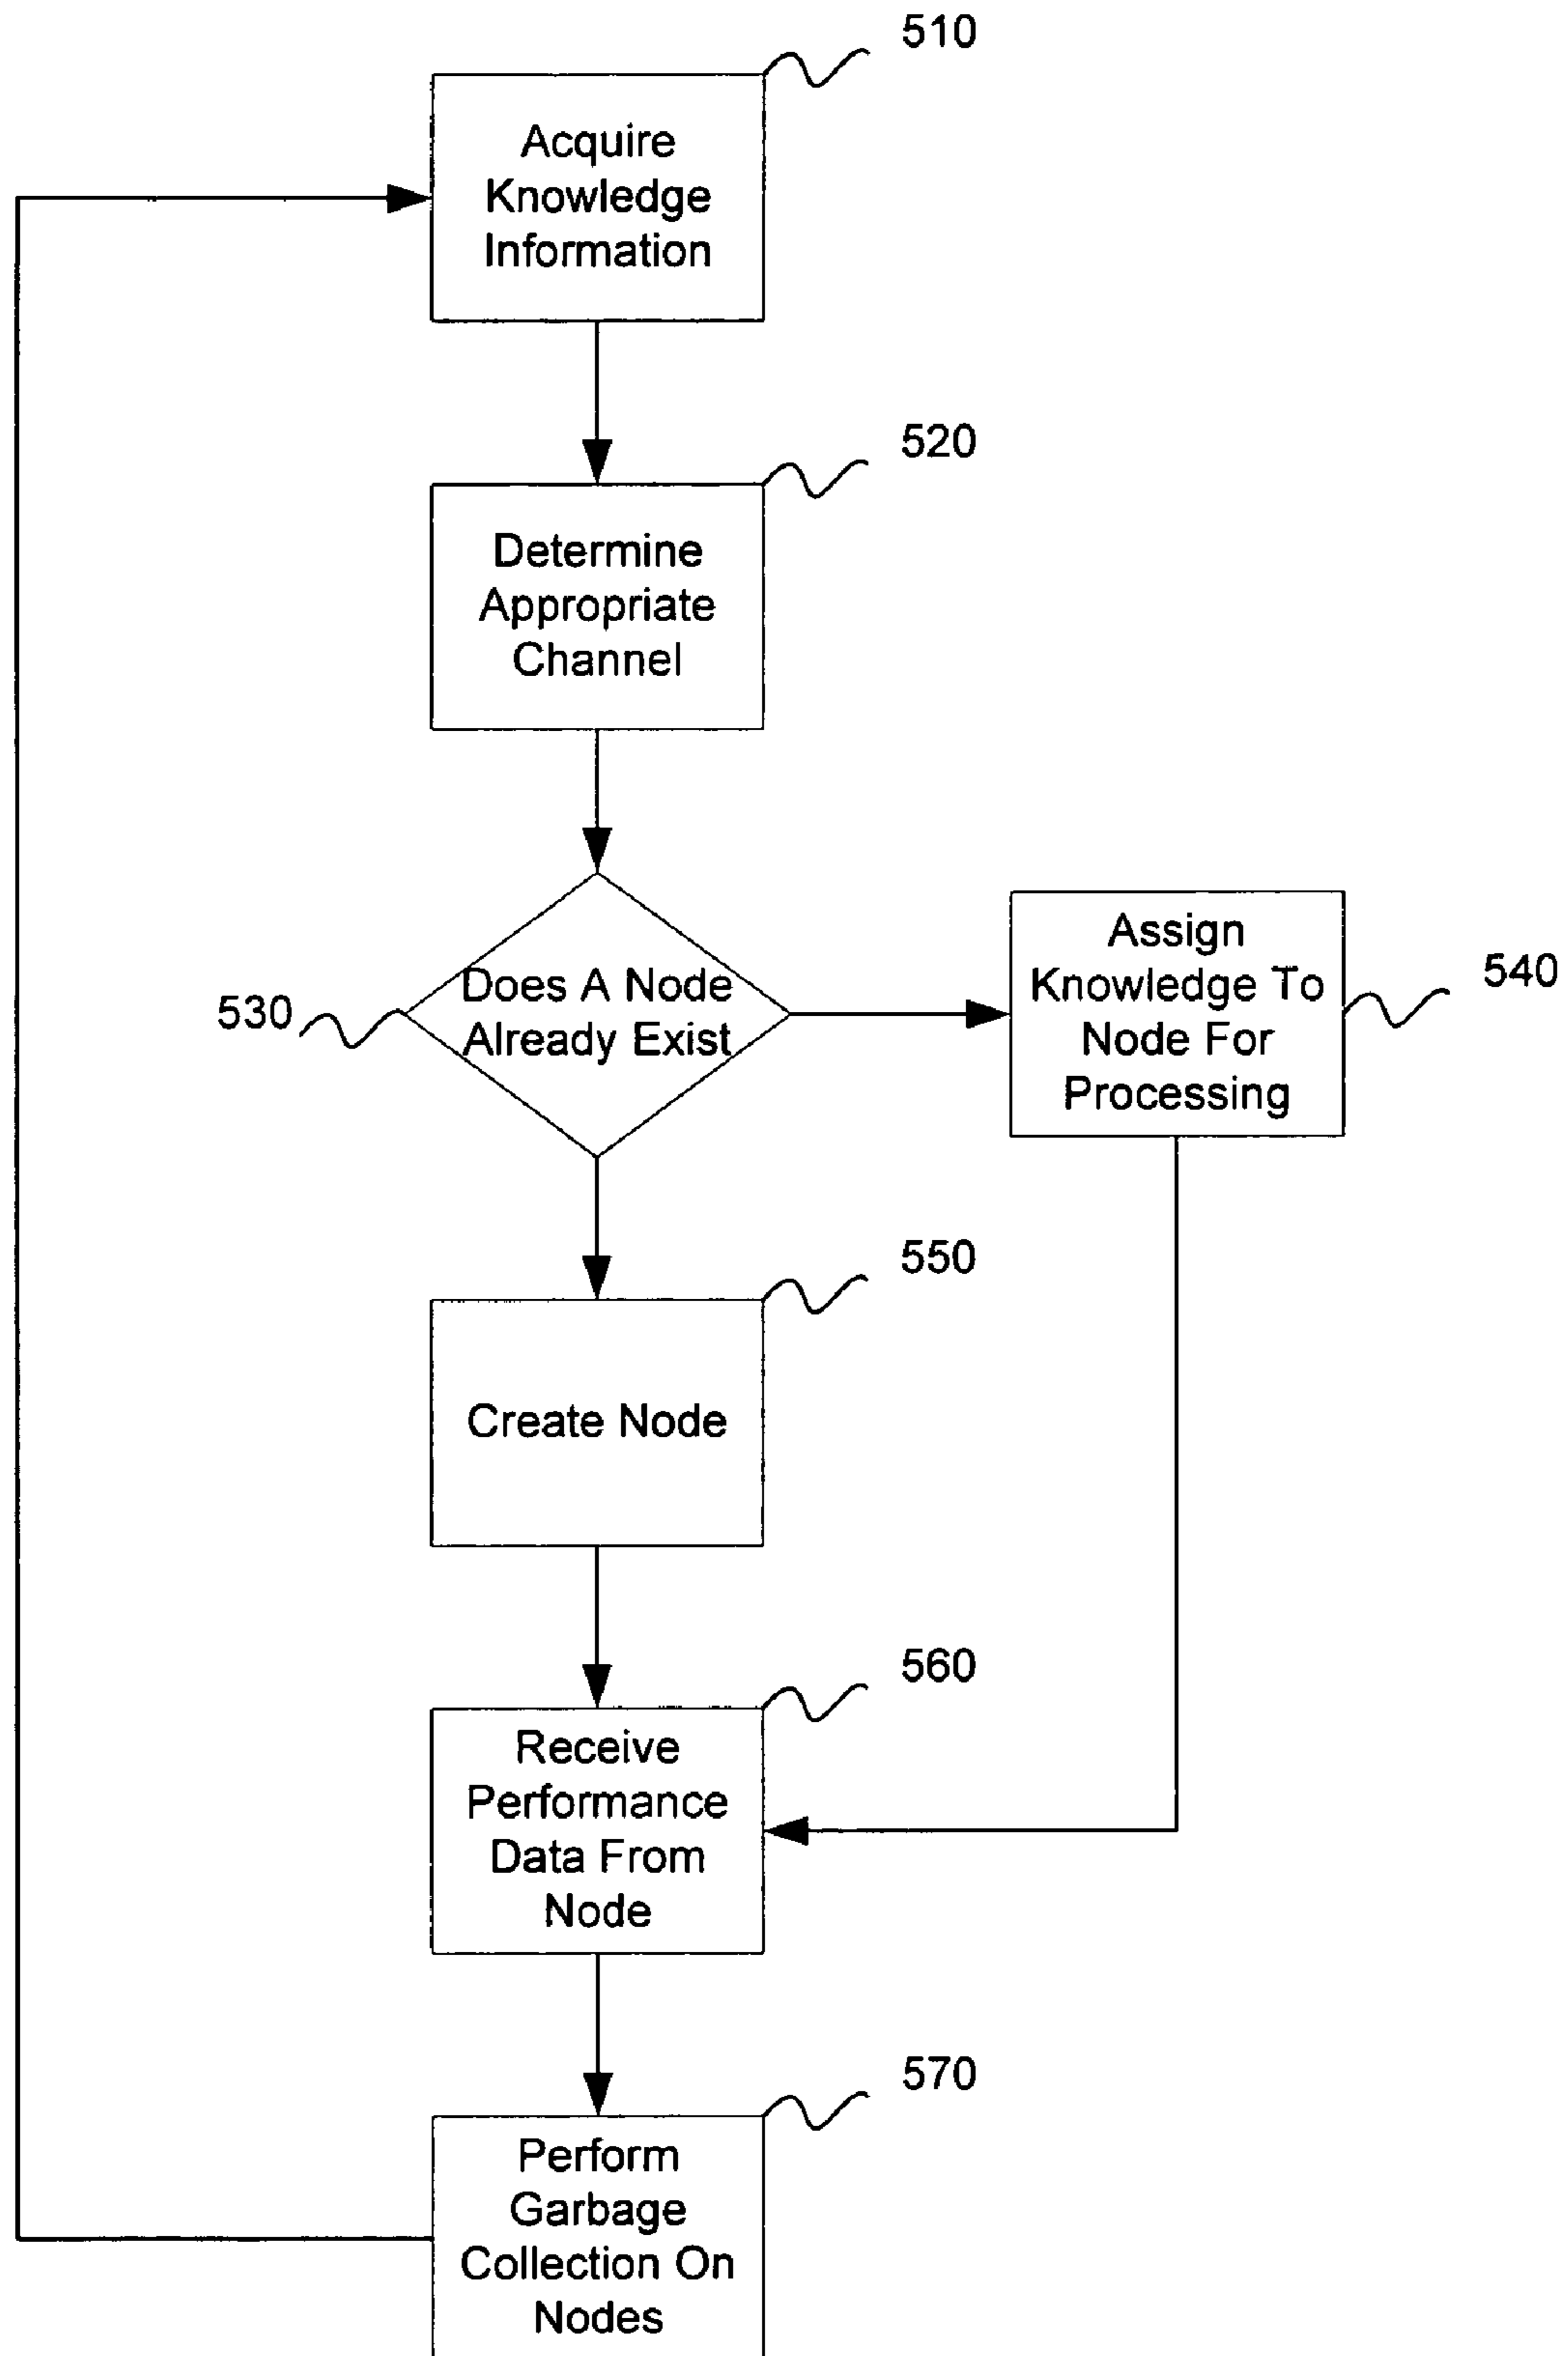 510
Acquire
Knowledge
Information
520
Determine
Appropriate
Channel
530
Does A Node
Already Exist
Assign
Knowledge To
Node For
Processing
540
550
Create Node
560
Receive
Performance
Data From
Node
570
Perform
Garbage
Collection On
Nodes